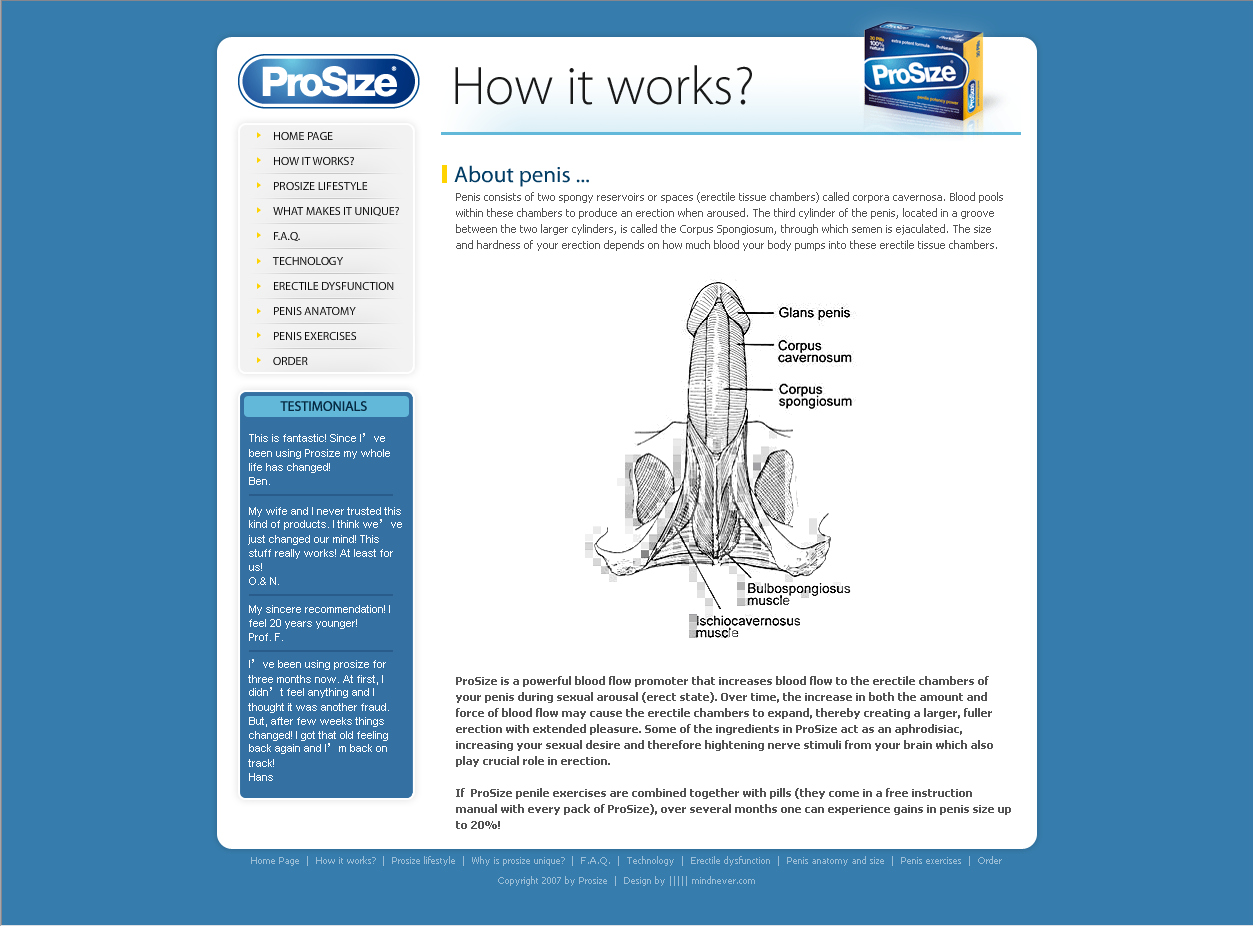 ProSize®
How it works?
30 Pills
100%
natural
extra potent formula
ProSize
penile potency power
HOME PAGE
HOW IT WORKS?
PROSIZE LIFESTYLE
WHAT MAKES IT UNIQUE?
F.A.Q.
TECHNOLOGY
ERECTILE DYSFUNCTION
PENIS ANATOMY
PENIS EXERCISES
ORDER
TESTIMONIALS
This is fantastic! Since I’ve
been using Prosize my whole
life has changed!
Ben.
My wife and I never trusted this
kind of products. I think we’ve
just changed our mind! This
stuff really works! At least for
us!
O.& N.
My sincere recommendation! I
feel 20 years younger!
Prof. F.
I’ve been using prosize for
three months now. At first, I
didn’t feel anything and I
thought it was another fraud.
But, after few weeks things
changed! I got that old feeling
back again and I’m back on
track!
Hans
About penis ...
Penis consists of two spongy reservoirs or spaces (erectile tissue chambers) called corpora cavernosa. Blood pools
within these chambers to produce an erection when aroused. The third cylinder of the penis, located in a groove
between the two larger cylinders, is called the Corpus Spongiosum, through which semen is ejaculated. The size
and hardness of your erection depends on how much blood your body pumps into these erectile tissue chambers.
Glans penis
Corpus
cavernosum
Corpus
spongiosum
Bulbospongiosus
muscle
Ischiocavernosus
muscle
ProSize is a powerful blood flow promoter that increases blood flow to the erectile chambers of
your penis during sexual arousal (erect state). Over time, the increase in both the amount and
force of blood flow may cause the erectile chambers to expand, thereby creating a larger, fuller
erection with extended pleasure. Some of the ingredients in ProSize act as an aphrodisiac,
increasing your sexual desire and therefore hightening nerve stimuli from your brain which also
play crucial role in erection.
If ProSize penile exercises are combined together with pills (they come in a free instruction
manual with every pack of ProSize), over several months one can experience gains in penis size up
to 20%!
Home Page | How it works? | Prosize lifestyle | Why is prosize unique? | F.A.Q. | Technology | Erectile dysfunction | Penis anatomy and size | Penis exercises | Order
Copyright 2007 by Prosize | Design by ||||| mindnever.com